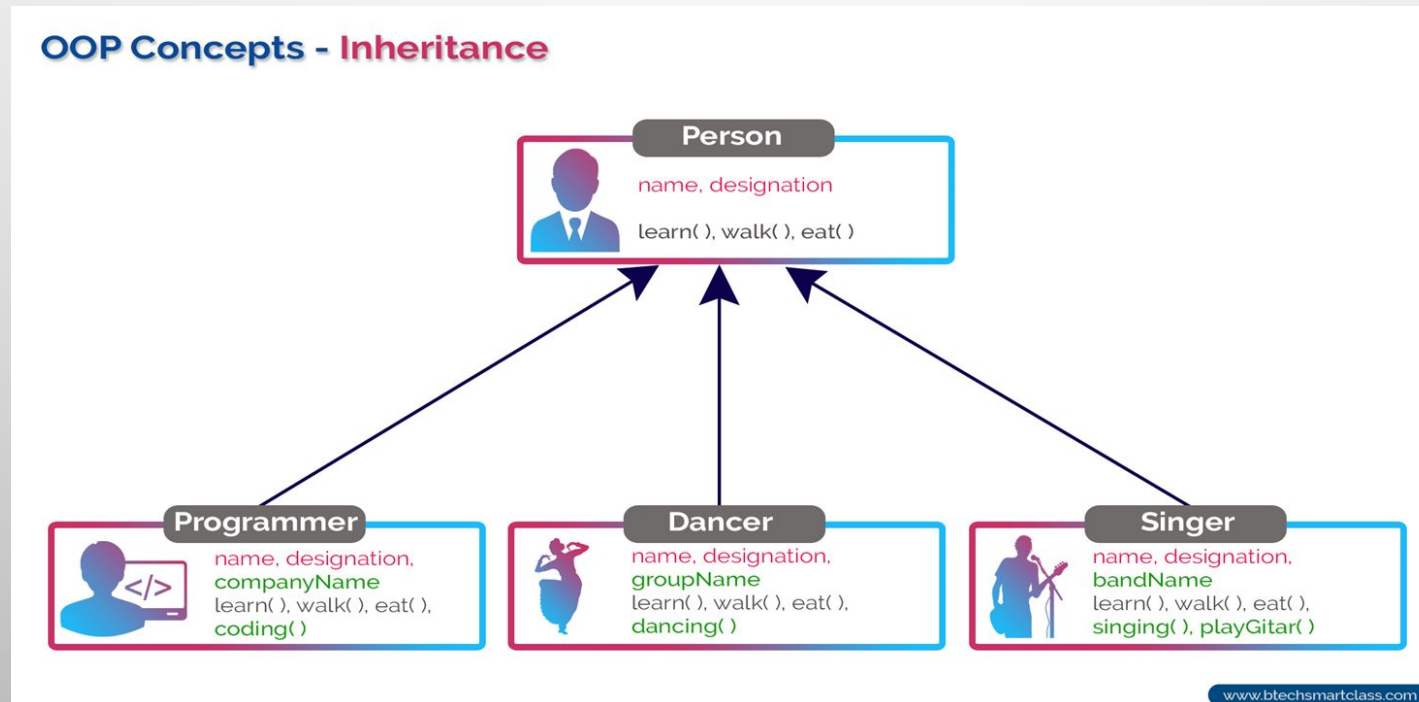 OOP Concepts - Inheritance
Person
name, designation
learn( ), walk( ), eat( )
Programmer
</>
name, designation,
companyName
learn( ), walk( ), eat( ),
coding( )
Dancer
name, designation,
groupName
learn( ), walk( ), eat( ),
dancing( )
Singer
name, designation,
bandName
learn( ), walk( ), eat( ),
singing( ), playGitar( )
www.btechsmartclass.com